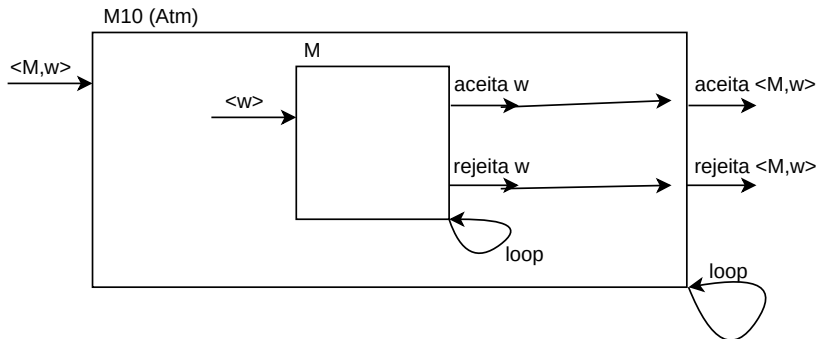 M10 (Atm)
M
<M,w>
<w>
aceita w
aceita <M,w>
rejeita w
rejeita <M,w>
loop
loop